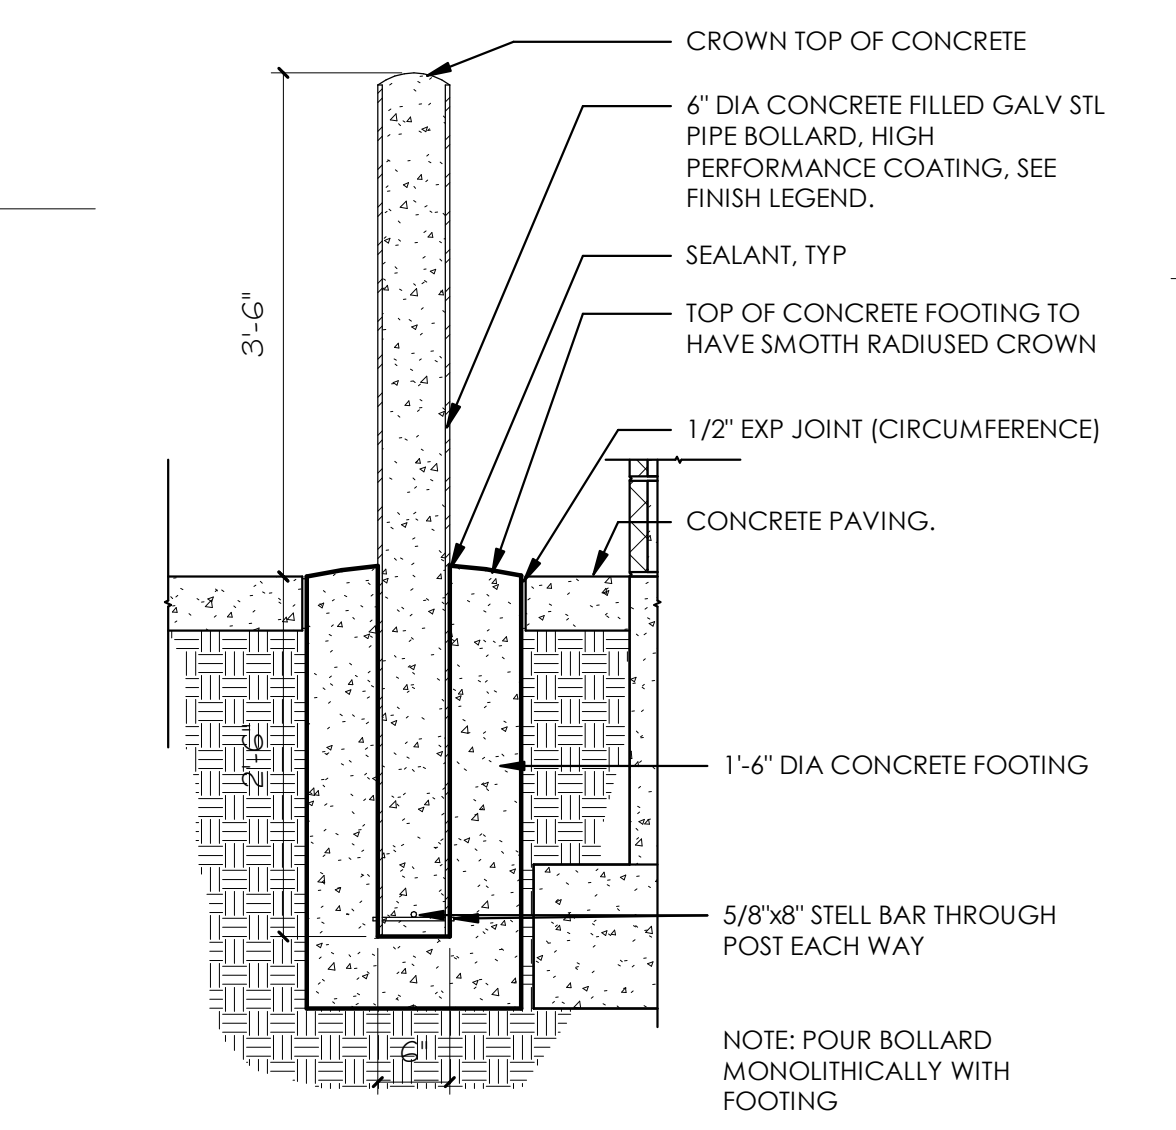 CROWN TOP OF CONCRETE
6" DIA CONCRETE FILLED GALV STL
PIPE BOLLARD, HIGH
PERFORMANCE COATING, SEE
FINISH LEGEND.
SEALANT, TYP
TOP OF CONCRETE FOOTING TO
HAVE SMOTTH RADIUSED CROWN
1/2" EXP JOINT (CIRCUMFERENCE)
CONCRETE PAVING.
1'-6" DIA CONCRETE FOOTING
5/8"x8" STELL BAR THROUGH
POST EACH WAY
NOTE: POUR BOLLARD
MONOLITHICALLY WITH
FOOTING
3'-6"
2'-6"
6"